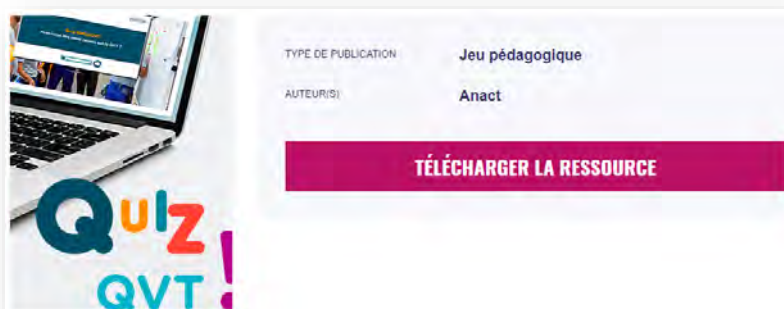 TYPE DE PUBLICATION Jeu pédagogique
AUTEUR(S) Anact
TÉLÉCHARGER LA RESSOURCE
Quiz
QVT !